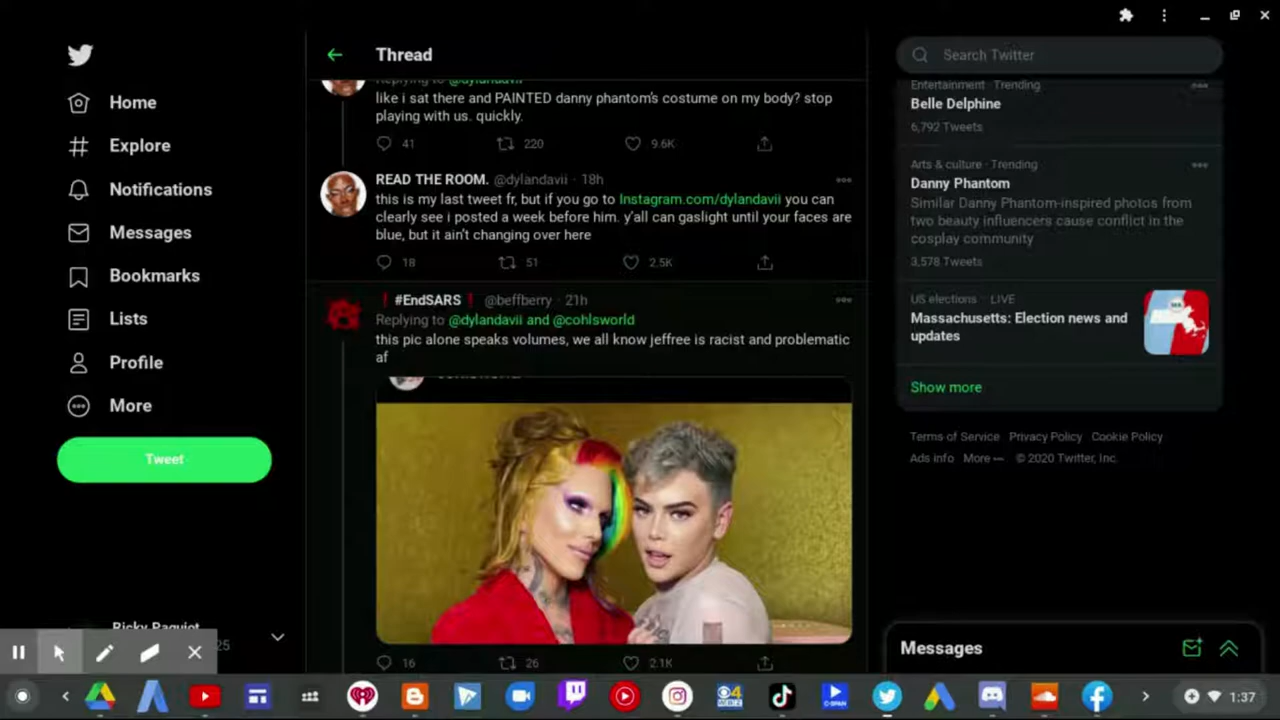 Thread
Search Twitter
Home
Explore
Notifications
Messages
Bookmarks
Lists
Profile
More
Tweet
Replying to @dylandavii
like i sat there and PAINTED danny phantom's costume on my body? stop
playing with us. quickly.
41 220 9.6K
READ THE ROOM. @dylandavii · 18h
this is my last tweet fr, but if you go to Instagram.com/dylandavii you can
clearly see i posted a week before him. y'all can gaslight until your faces are
blue, but it ain't changing over here
18 51 2.5K
❗#EndSARS❗ @beffberry · 21h
Replying to @dylandavii and @cohlsworld
this pic alone speaks volumes, we all know jeffree is racist and problematic
af
16 26 2.1K
Entertainment · Trending
Belle Delphine
6,792 Tweets
Arts & culture · Trending
Danny Phantom
Similar Danny Phantom-inspired photos from
two beauty influencers cause conflict in the
cosplay community
3,578 Tweets
US elections · LIVE
Massachusetts: Election news and
updates
Show more
Terms of Service Privacy Policy Cookie Policy
Ads info More © 2020 Twitter, Inc.
Messages
25
1:37